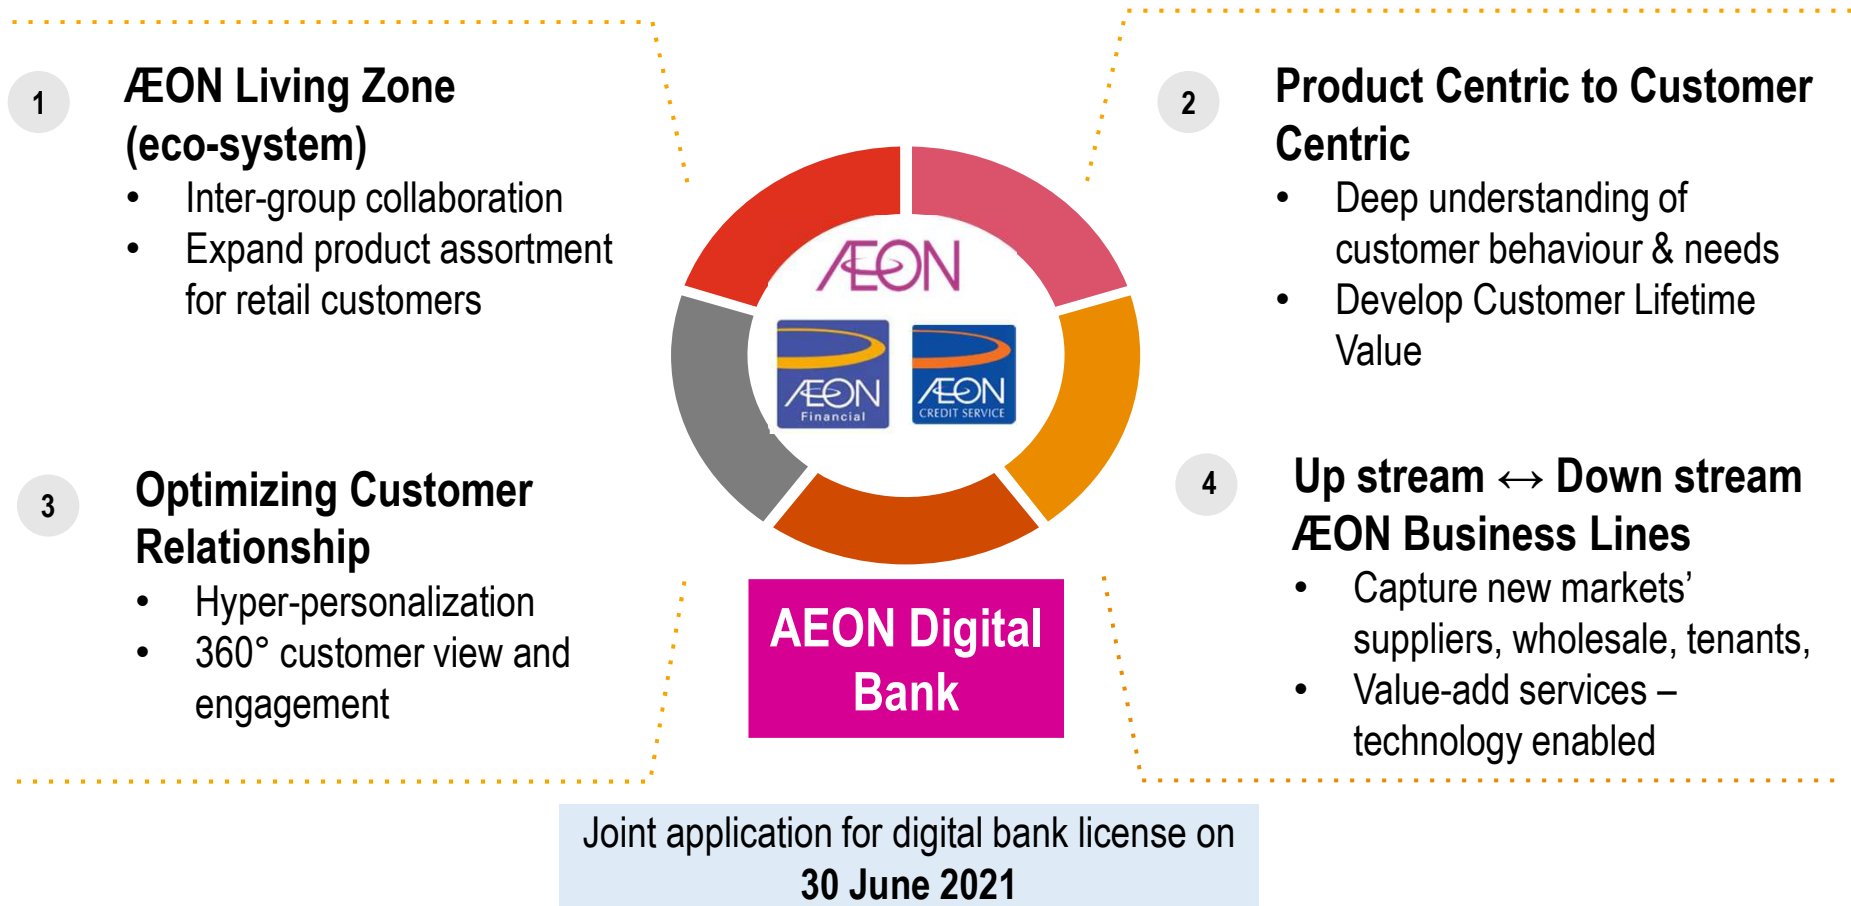 1
ÆON Living Zone
(eco-system)
• Inter-group collaboration
• Expand product assortment
for retail customers
2
Product Centric to Customer
Centric
• Deep understanding of
customer behaviour & needs
• Develop Customer Lifetime
Value
ÆON
ÆON
Financial
ÆON
CREDIT SERVICE
3
Optimizing Customer
Relationship
• Hyper-personalization
• 360° customer view and
engagement
4
Up stream ↔ Down stream
ÆON Business Lines
• Capture new markets’
suppliers, wholesale, tenants,
• Value-add services –
technology enabled
AEON Digital
Bank
Joint application for digital bank license on
30 June 2021